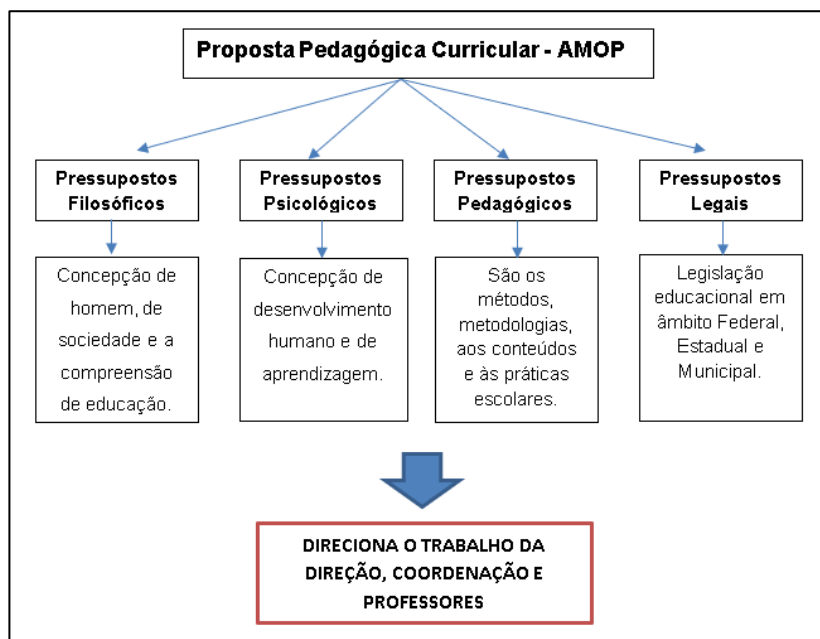 Proposta Pedagógica Curricular - AMOP
Pressupostos
Filosóficos
Pressupostos
Psicológicos
Pressupostos
Pedagógicos
Pressupostos
Legais
Concepção de
homem, de
sociedade e a
compreensão
de educação.
Concepção de
desenvolvimento
humano e de
aprendizagem.
São os
métodos,
metodologias,
aos conteúdos
e às práticas
escolares.
Legislação
educacional em
âmbito Federal,
Estadual e
Municipal.
DIRECIONA O TRABALHO DA
DIREÇÃO, COORDENAÇÃO E
PROFESSORES